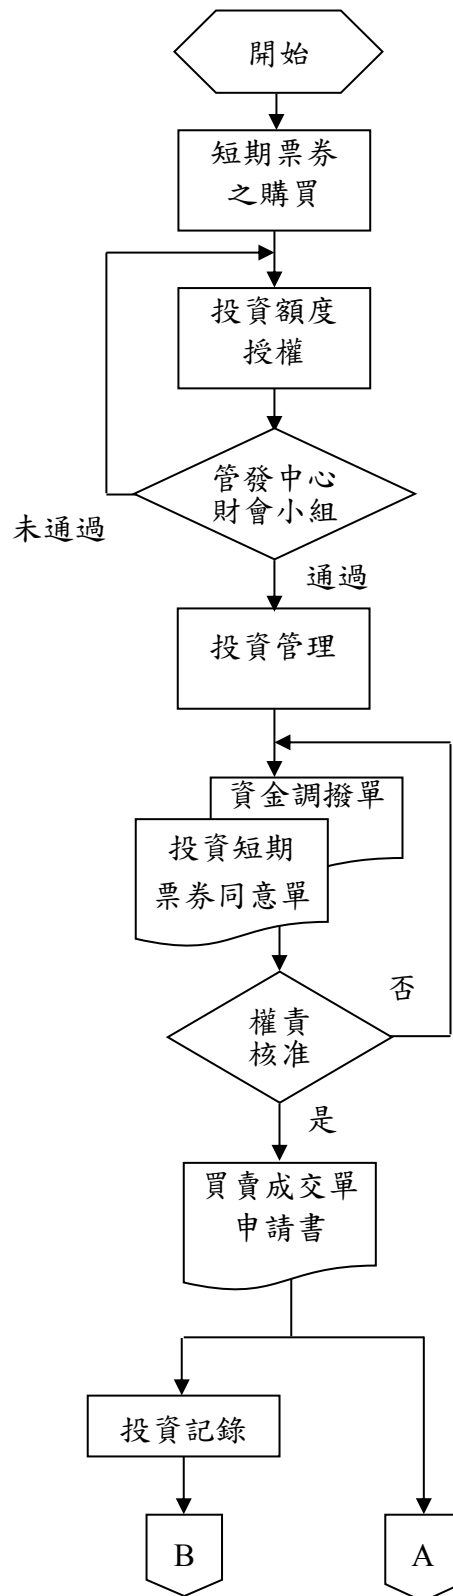 開始
短期票券
之購買
投資額度
授權
管發中心
財會小組
未通過
通過
投資管理
資金調撥單
投資短期
票券同意單
否
權責
核准
是
買賣成交單
申請書
投資記錄
B
A